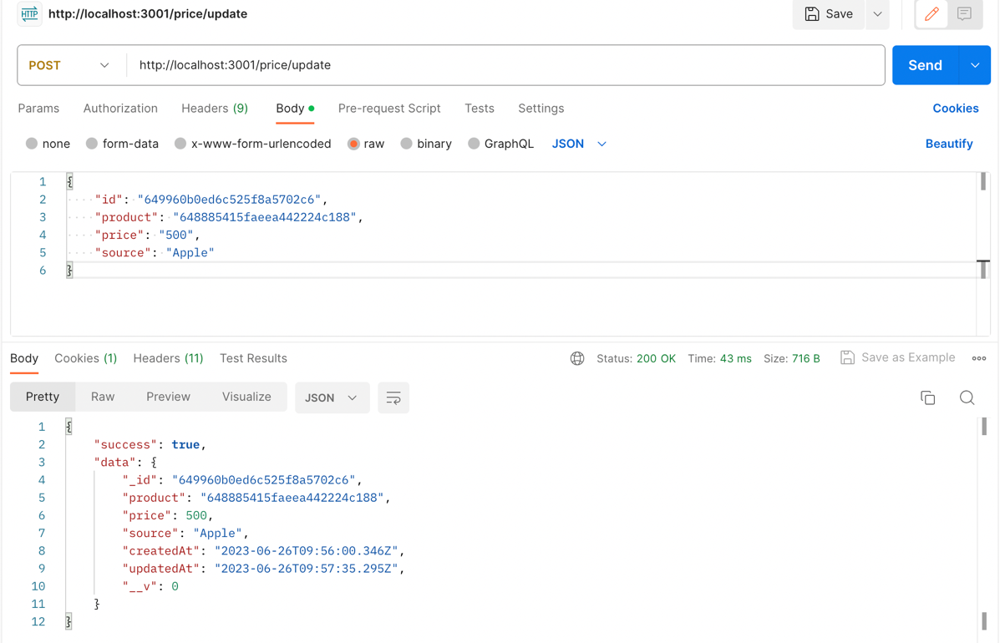 HTTP http://localhost:3001/price/update Save
POST http://localhost:3001/price/update Send
Params Authorization Headers (9) Body Pre-request Script Tests Settings Cookies
none form-data x-www-form-urlencoded raw binary GraphQL JSON Beautify
1 {
2 "id": "649960b0ed6c525f8a5702c6",
3 "product": "648885415faeea442224c188",
4 "price": "500",
5 "source": "Apple"
6 }
Body Cookies (1) Headers (11) Test Results Status: 200 OK Time: 43 ms Size: 716 B Save as Example
Pretty Raw Preview Visualize JSON
1 {
2 "success": true,
3 "data": {
4 "_id": "649960b0ed6c525f8a5702c6",
5 "product": "648885415faeea442224c188",
6 "price": 500,
7 "source": "Apple",
8 "createdAt": "2023-06-26T09:56:00.346Z",
9 "updatedAt": "2023-06-26T09:57:35.295Z",
10 "__v": 0
11 }
12 }